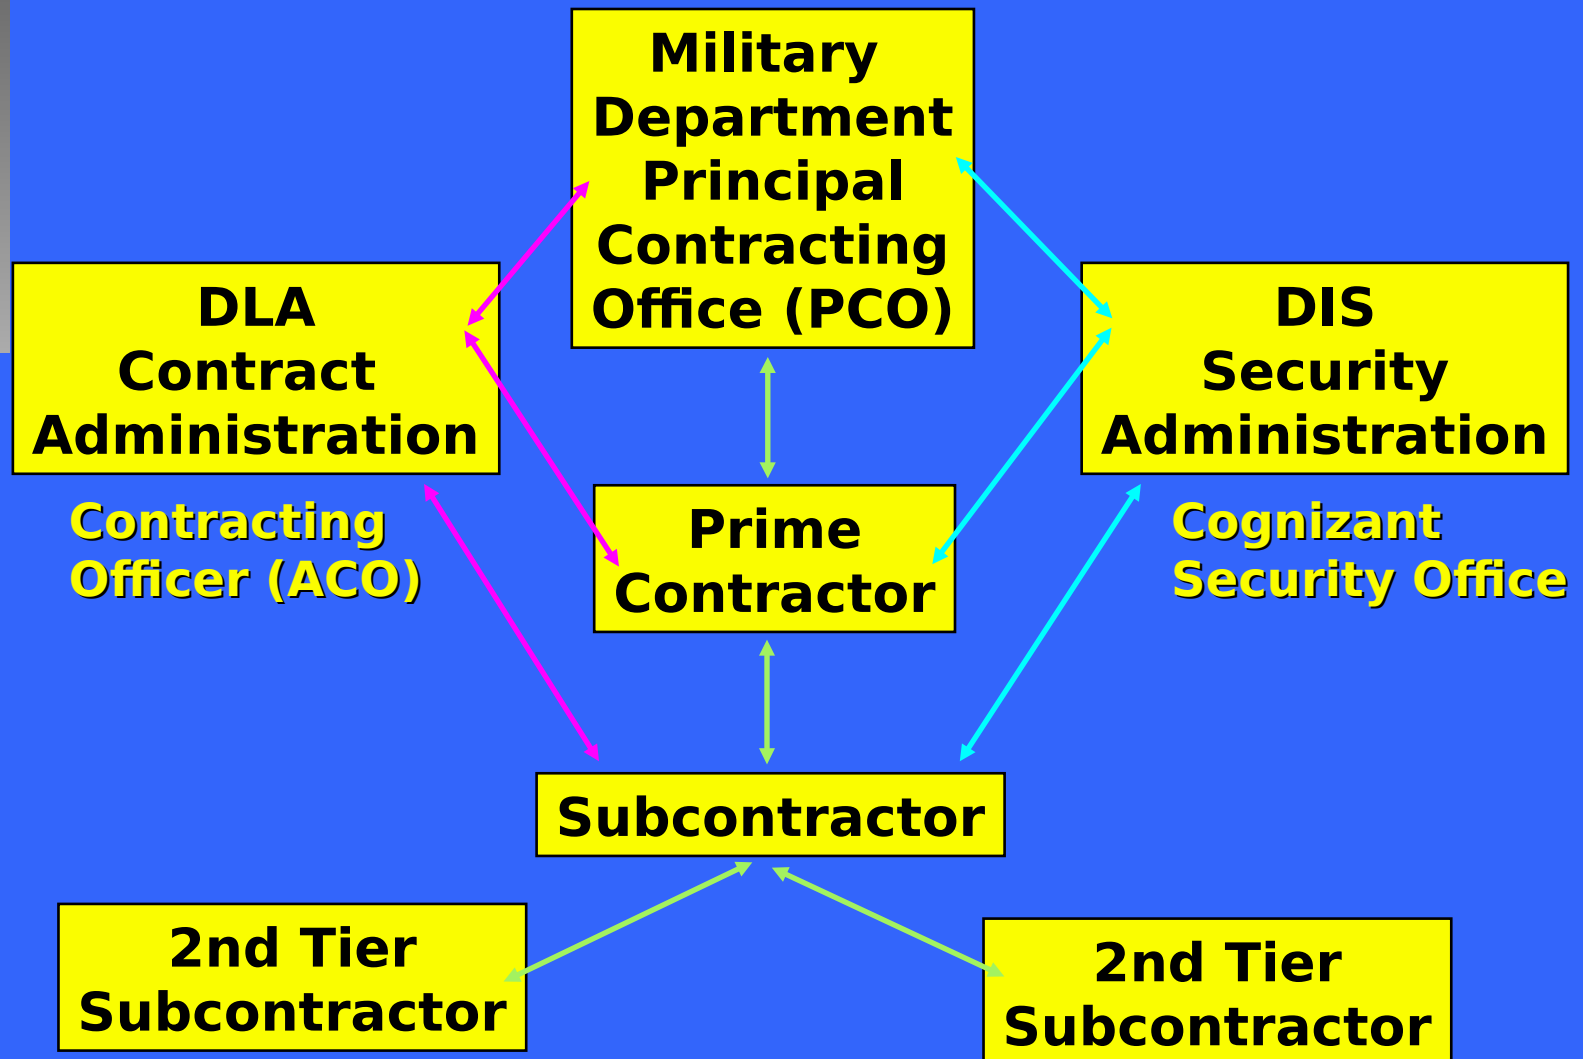 Military
Department
Principal
Contracting
Office (PCO)
DLA
Contract
Administration
DIS
Security
Administration
Contracting
Officer (ACO)
Prime
Contractor
Cognizant
Security Office
Subcontractor
2nd Tier
Subcontractor
2nd Tier
Subcontractor